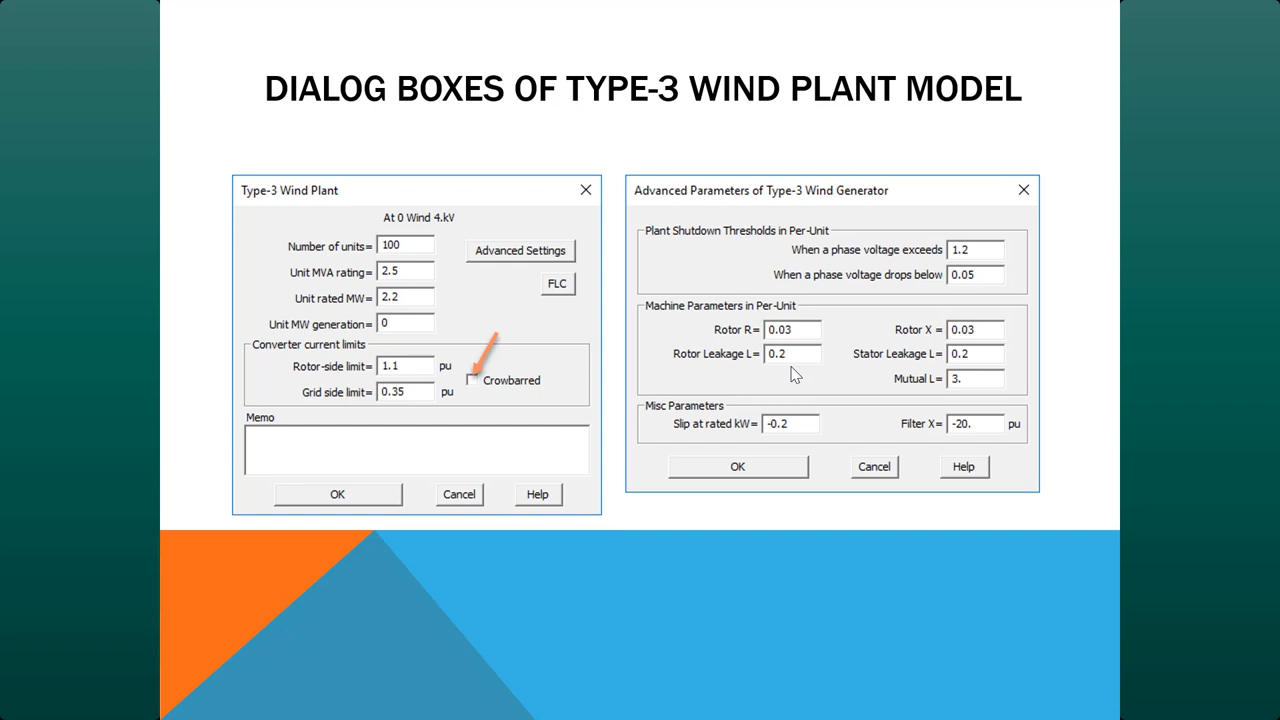 DIALOG BOXES OF TYPE-3 WIND PLANT MODEL
Type-3 Wind Plant
At 0 Wind 4.kV
Number of units= 100
Advanced Settings
Unit MVA rating= 2.5
FLC
Unit rated MW= 2.2
Unit MW generation= 0
Converter current limits
Rotor-side limit= 1.1 pu
Crowbarred
Grid side limit= 0.35 pu
Memo
OK Cancel Help
Advanced Parameters of Type-3 Wind Generator
Plant Shutdown Thresholds in Per-Unit
When a phase voltage exceeds 1.2
When a phase voltage drops below 0.05
Machine Parameters in Per-Unit
Rotor R= 0.03 Rotor X= 0.03
Rotor Leakage L= 0.2 Stator Leakage L= 0.2
Mutual L= 3.
Misc Parameters
Slip at rated kW= -0.2 Filter X= -20. pu
OK Cancel Help